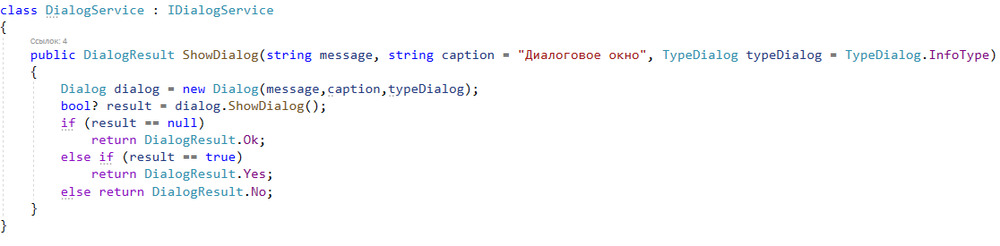 class DialogService : IDialogService
{
Ссылок: 4
public DialogResult ShowDialog(string message, string caption = "Диалоговое окно", TypeDialog typeDialog = TypeDialog.InfoType)
{
Dialog dialog = new Dialog(message,caption,typeDialog);
bool? result = dialog.ShowDialog();
if (result == null)
return DialogResult.Ok;
else if (result == true)
return DialogResult.Yes;
else return DialogResult.No;
}
}